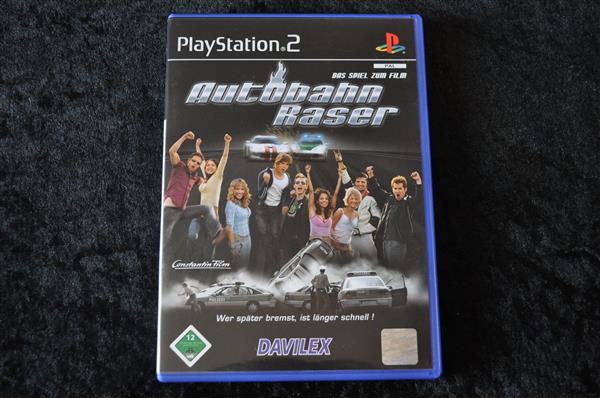 PlayStation®2
PAL
DAS SPIEL ZUM FILM
Autobahn
Raser
Constantin Film
POLIZEI
Wer später bremst, ist länger schnell !
12
DAVILEX